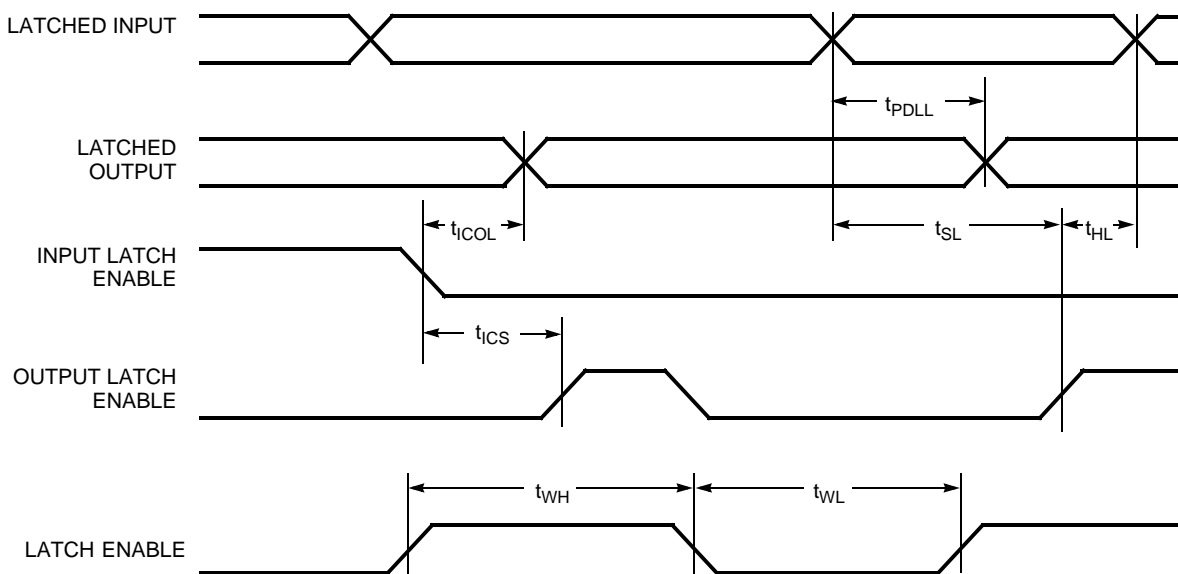 LATCHED INPUT
tPDLL
LATCHED
OUTPUT
tICOL
tSL
tHL
INPUT LATCH
ENABLE
tICS
OUTPUT LATCH
ENABLE
tWH
tWL
LATCH ENABLE